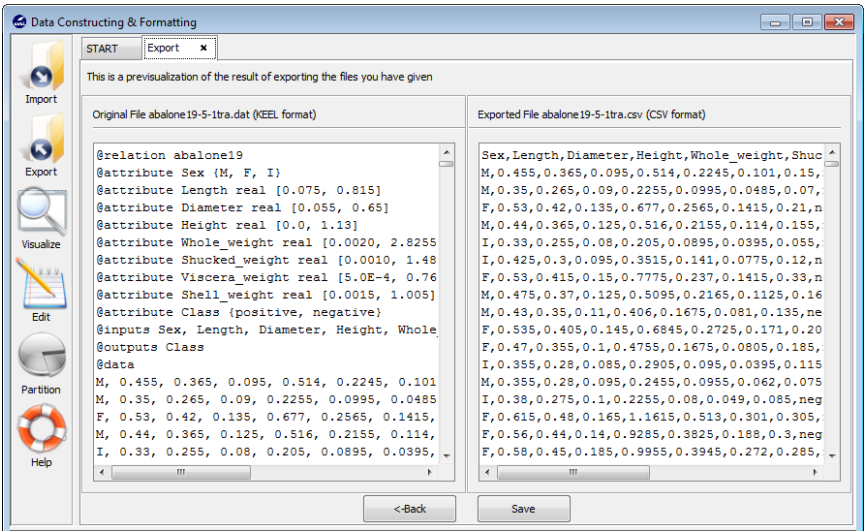 Data Constructing & Formatting
Import
Export
Visualize
Edit
Partition
Help
START
Export
This is a previsualization of the result of exporting the files you have given
Original File abalone19-5-1tra.dat (KEEL format)
@relation abalone19
@attribute Sex {M, F, I}
@attribute Length real [0.075, 0.815]
@attribute Diameter real [0.055, 0.65]
@attribute Height real [0.0, 1.13]
@attribute Whole_weight real [0.0020, 2.8255
@attribute Shucked_weight real [0.0010, 1.48
@attribute Viscera_weight real [5.0E-4, 0.76
@attribute Shell_weight real [0.0015, 1.005]
@attribute Class {positive, negative}
@inputs Sex, Length, Diameter, Height, Whole_
@outputs Class
@data
M, 0.455, 0.365, 0.095, 0.514, 0.2245, 0.101
M, 0.35, 0.265, 0.09, 0.2255, 0.0995, 0.0485
F, 0.53, 0.42, 0.135, 0.677, 0.2565, 0.1415,
M, 0.44, 0.365, 0.125, 0.516, 0.2155, 0.114,
I, 0.33, 0.255, 0.08, 0.205, 0.0895, 0.0395,
Exported File abalone19-5-1tra.csv (CSV format)
Sex,Length,Diameter,Height,Whole_weight,Shuc
M,0.455,0.365,0.095,0.514,0.2245,0.101,0.15,
M,0.35,0.265,0.09,0.2255,0.0995,0.0485,0.07,
F,0.53,0.42,0.135,0.677,0.2565,0.1415,0.21,n
M,0.44,0.365,0.125,0.516,0.2155,0.114,0.155,
I,0.33,0.255,0.08,0.205,0.0895,0.0395,0.055,
I,0.425,0.3,0.095,0.3515,0.141,0.0775,0.12,n
F,0.53,0.415,0.15,0.7775,0.237,0.1415,0.33,n
M,0.475,0.37,0.125,0.5095,0.2165,0.1125,0.16
M,0.43,0.35,0.11,0.406,0.1675,0.081,0.135,ne
F,0.535,0.405,0.145,0.6845,0.2725,0.171,0.20
F,0.47,0.355,0.1,0.4755,0.1675,0.0805,0.185,
I,0.355,0.28,0.085,0.2905,0.095,0.0395,0.115
M,0.355,0.28,0.095,0.2455,0.0955,0.062,0.075
I,0.38,0.275,0.1,0.2255,0.08,0.049,0.085,neg
F,0.615,0.48,0.165,1.1615,0.513,0.301,0.305,
F,0.56,0.44,0.14,0.9285,0.3825,0.188,0.3,neg
F,0.58,0.45,0.185,0.9955,0.3945,0.272,0.285,
<-Back
Save